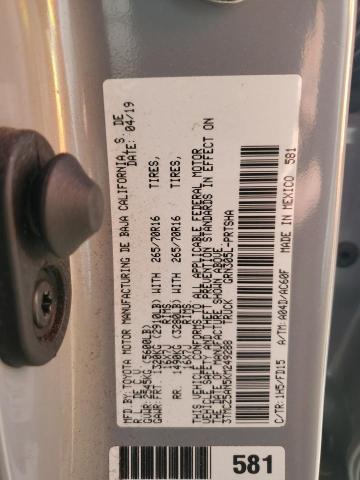 MFD. BY TOYOTA MOTOR MANUFACTURING DE BAJA CALIFORNIA, S. DE
R. L. DE C.V. DATE: 04/19
GVWR: 2545KG (5600LB)
GAWR: FRT. 1320KG (2910LB) WITH 265/70R16 TIRES,
RIMS
RR. 1490KG (3280LB) WITH 265/70R16 TIRES,
16X7J RIMS
THIS VEHICLE CONFORMS TO ALL APPLICABLE FEDERAL MOTOR
VEHICLE SAFETY AND THEFT PREVENTION STANDARDS IN EFFECT ON
THE DATE OF MANUFACTURE SHOWN ABOVE.
3TMCZ5AN5KM249288 TRUCK GRN305L-PRTSHA
C/TR: 1H5/FD15 A/TM: A04D/AC60F MADE IN MEXICO 581
581